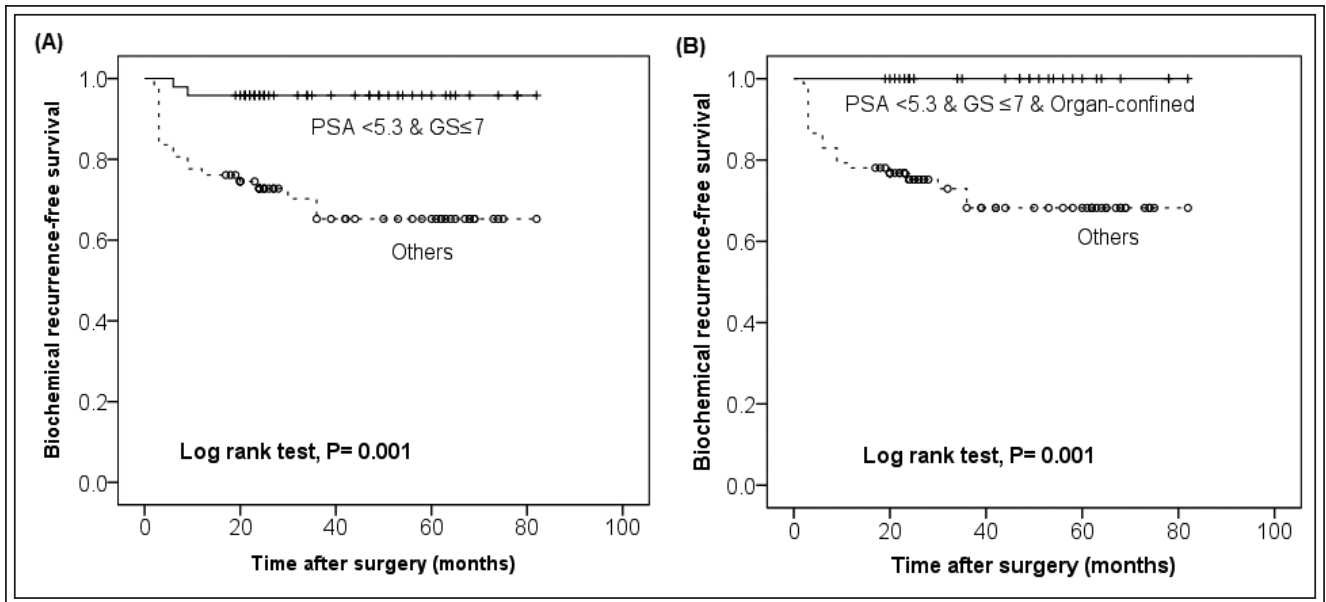 (A)
Biochemical recurrence-free survival
1.0
0.8
0.6
0.4
0.2
0.0
PSA <5.3 & GS≤7
Others
Log rank test, P= 0.001
0 20 40 60 80 100
Time after surgery (months)
(B)
Biochemical recurrence-free survival
1.0
0.8
0.6
0.4
0.2
0.0
PSA <5.3 & GS ≤7 & Organ-confined
Others
Log rank test, P= 0.001
0 20 40 60 80 100
Time after surgery (months)